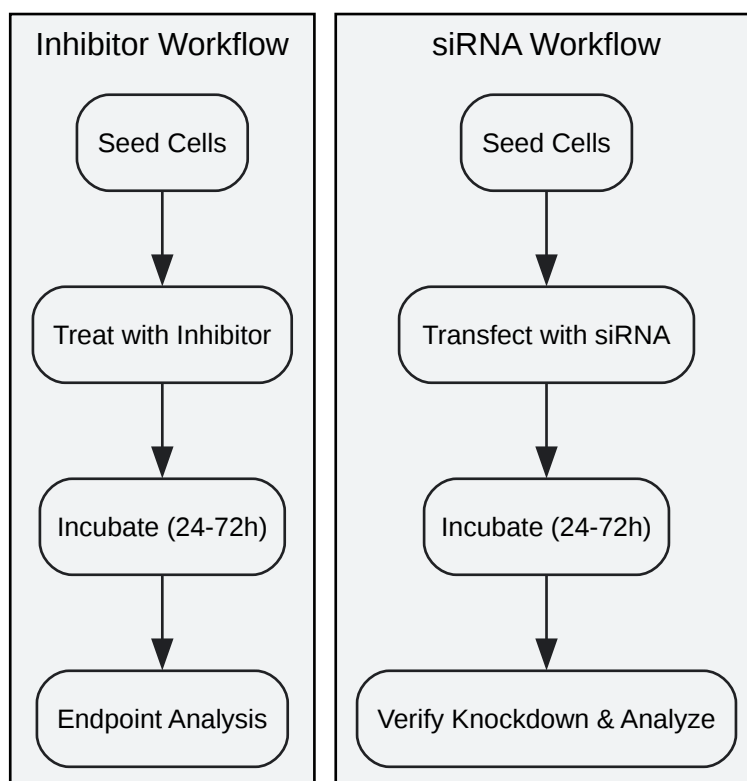 Inhibitor Workflow
Seed Cells
Treat with Inhibitor
Incubate (24-72h)
Endpoint Analysis
siRNA Workflow
Seed Cells
Transfect with siRNA
Incubate (24-72h)
Verify Knockdown & Analyze